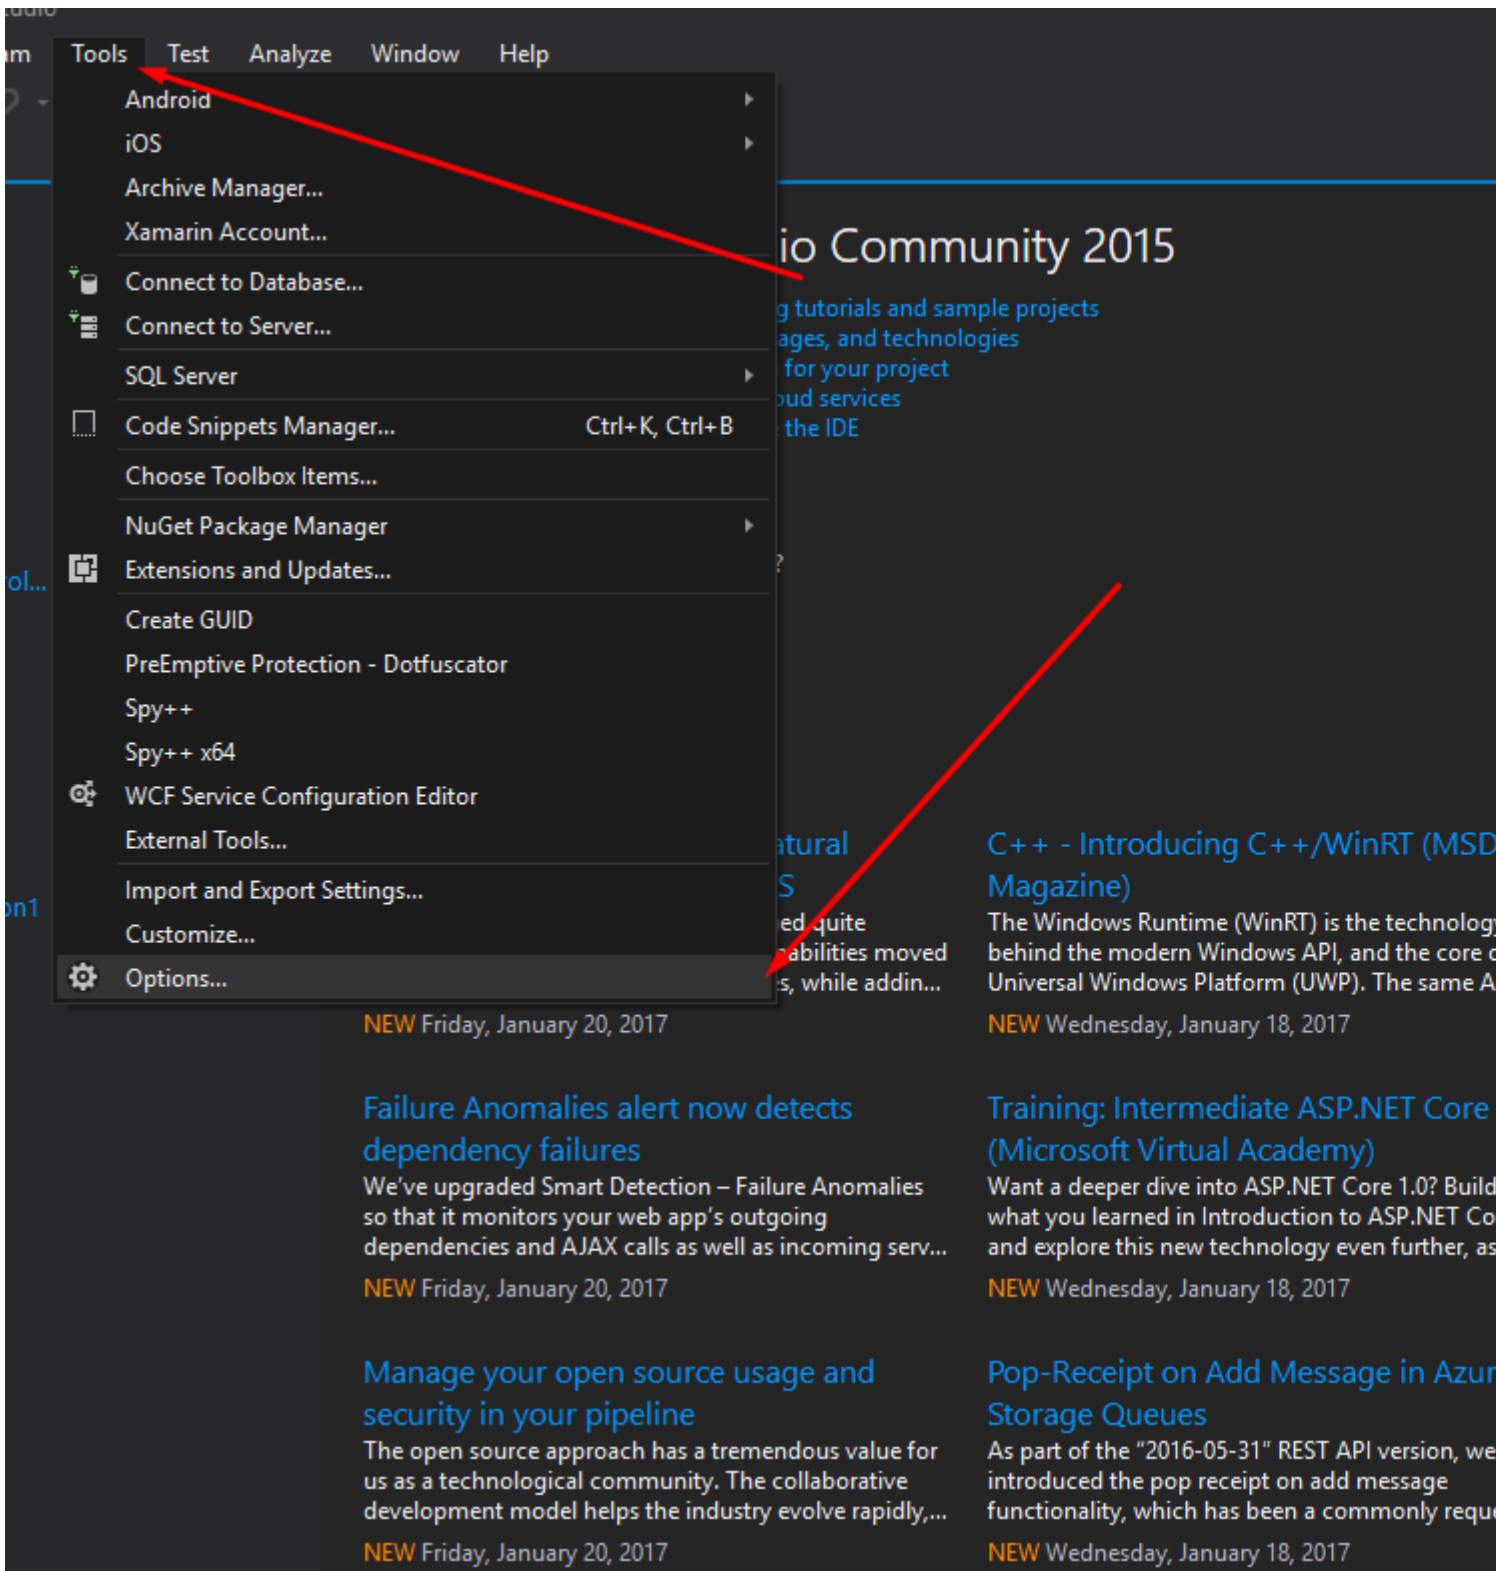 Tools Test Analyze Window Help
Android
iOS
Archive Manager...
Xamarin Account...
Connect to Database...
Connect to Server...
SQL Server
Code Snippets Manager... Ctrl+K, Ctrl+B
Choose Toolbox Items...
NuGet Package Manager
Extensions and Updates...
Create GUID
PreEmptive Protection - Dotfuscator
Spy++
Spy++ x64
WCF Service Configuration Editor
External Tools...
Import and Export Settings...
Customize...
Options...
io Community 2015
g tutorials and sample projects
ages, and technologies
for your project
oud services
the IDE
?
ol...
on1
atural
S
ed quite
abilities moved
s, while addin...
NEW Friday, January 20, 2017
C++ - Introducing C++/WinRT (MSD
Magazine)
The Windows Runtime (WinRT) is the technology
behind the modern Windows API, and the core o
Universal Windows Platform (UWP). The same A
NEW Wednesday, January 18, 2017
Failure Anomalies alert now detects
dependency failures
We've upgraded Smart Detection – Failure Anomalies
so that it monitors your web app's outgoing
dependencies and AJAX calls as well as incoming serv...
NEW Friday, January 20, 2017
Training: Intermediate ASP.NET Core
(Microsoft Virtual Academy)
Want a deeper dive into ASP.NET Core 1.0? Build
what you learned in Introduction to ASP.NET Co
and explore this new technology even further, as
NEW Wednesday, January 18, 2017
Manage your open source usage and
security in your pipeline
The open source approach has a tremendous value for
us as a technological community. The collaborative
development model helps the industry evolve rapidly,...
NEW Friday, January 20, 2017
Pop-Receipt on Add Message in Azur
Storage Queues
As part of the “2016-05-31” REST API version, we
introduced the pop receipt on add message
functionality, which has been a commonly reque
NEW Wednesday, January 18, 2017